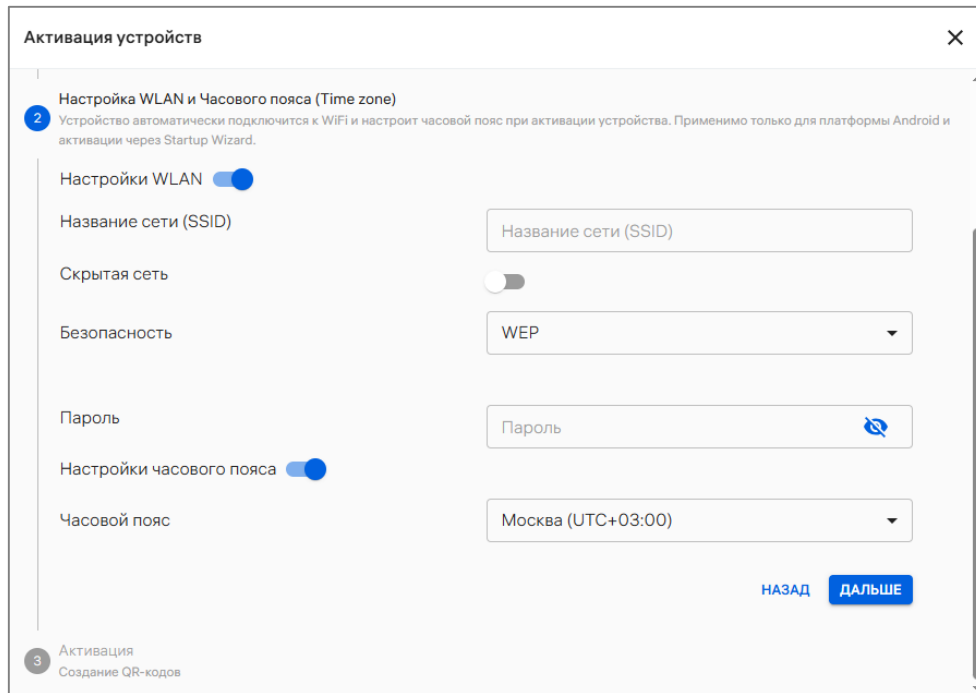 Активация устройств
Настройка WLAN и Часового пояса (Time zone)
2
Устройство автоматически подключится к WiFi и настроит часовой пояс при активации устройства. Применимо только для платформы Android и
активации через Startup Wizard.
Настройки WLAN
Название сети (SSID)
Название сети (SSID)
Скрытая сеть
Безопасность
WEP
Пароль
Пароль
Настройки часового пояса
Часовой пояс
Москва (UTC+03:00)
НАЗАД
ДАЛЬШЕ
3
Активация
Создание QR-кодов